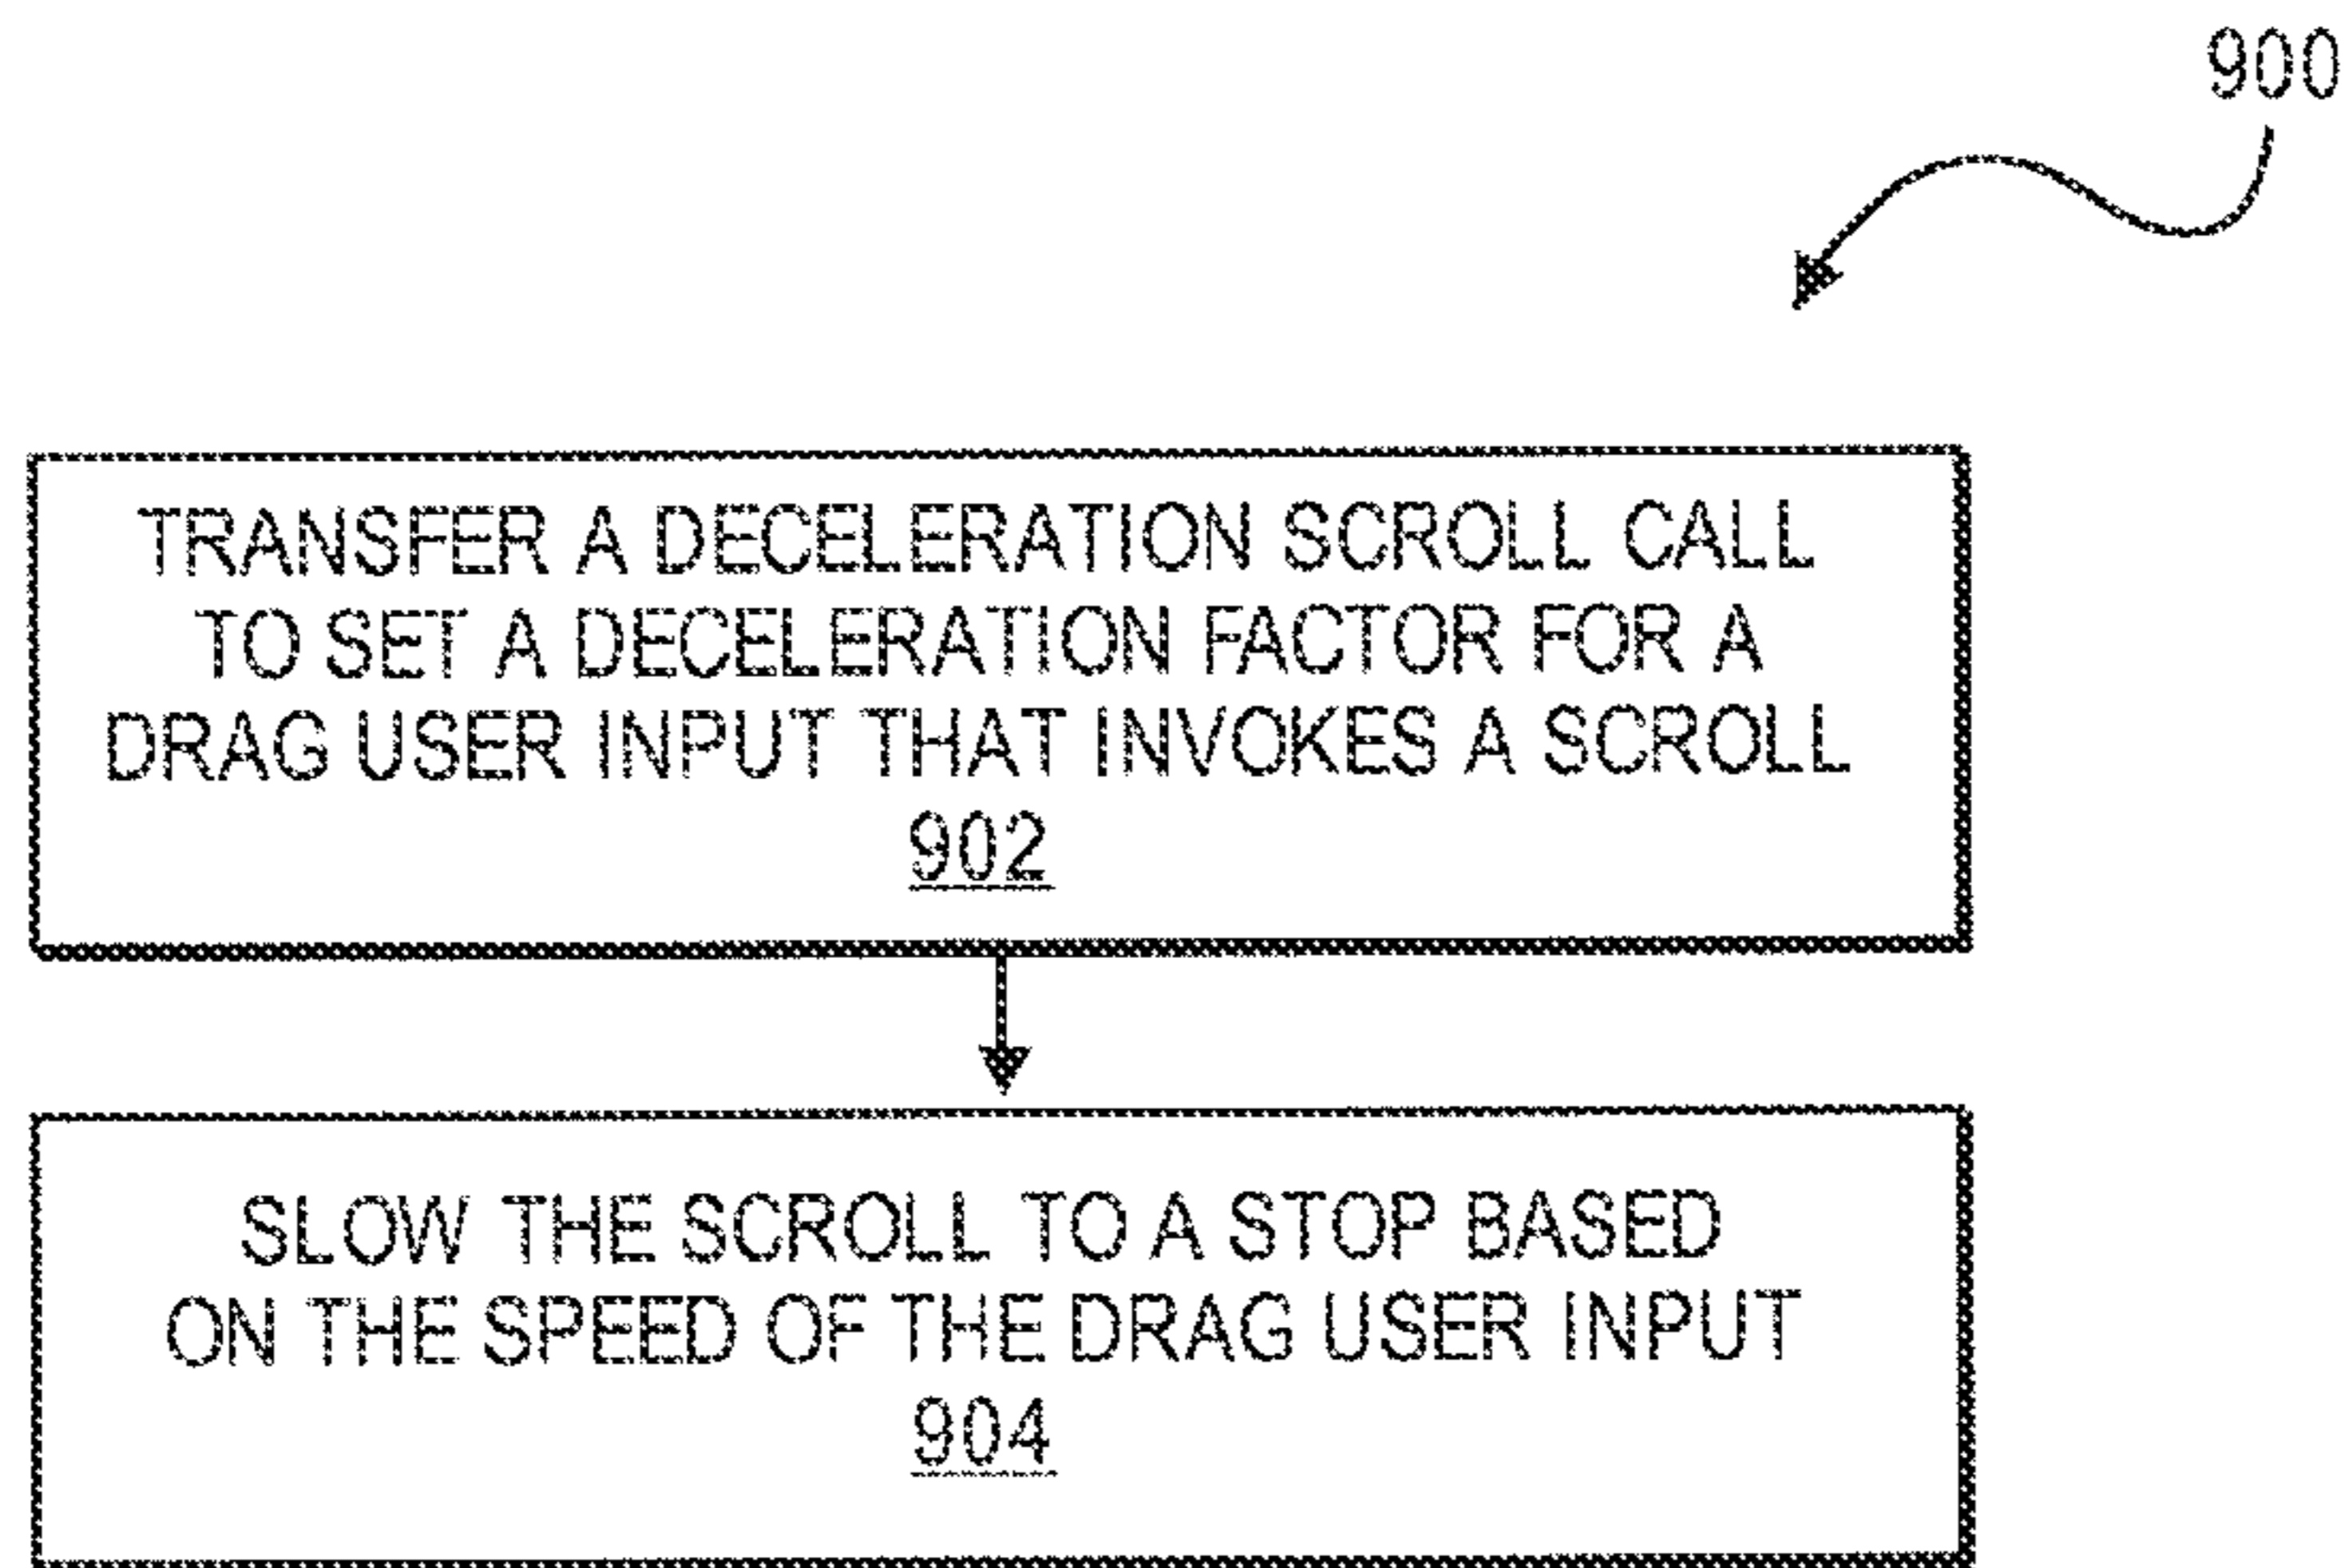 900
TRANSFER A DECELERATION SCROLL CALL
TO SET A DECELERATION FACTOR FOR A
DRAG USER INPUT THAT INVOKES A SCROLL
902
SLOW THE SCROLL TO A STOP BASED
ON THE SPEED OF THE DRAG USER INPUT
904